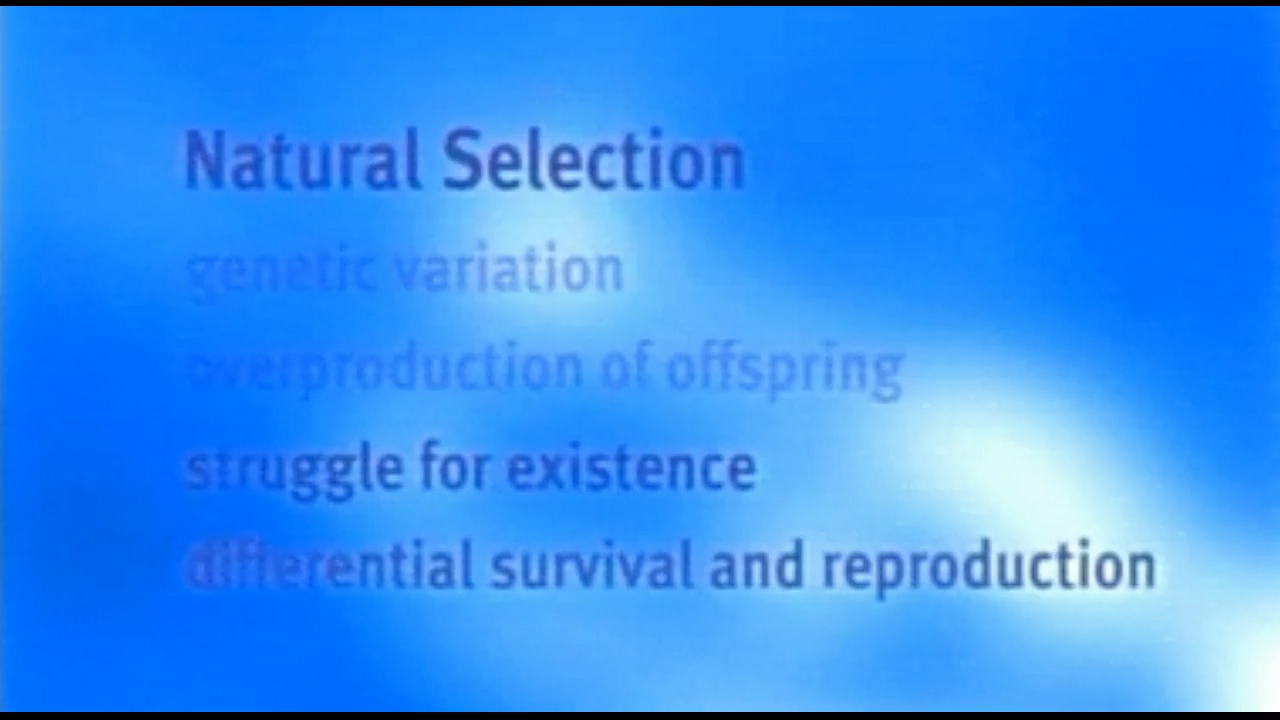 Natural Selection
genetic variation
overproduction of offspring
struggle for existence
differential survival and reproduction